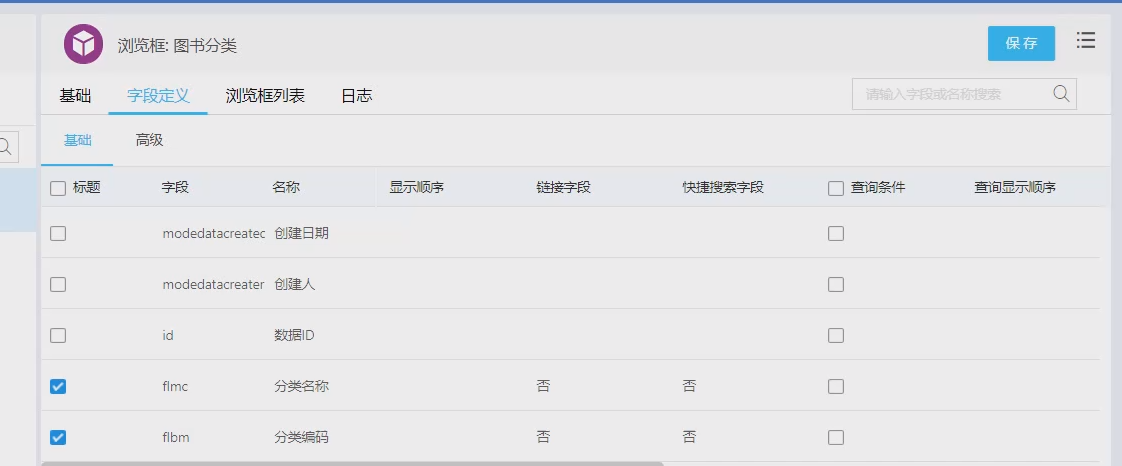 浏览框: 图书分类
保存
基础 字段定义 浏览框列表 日志
请输入字段或名称搜索
基础 高级
标题 字段 名称 显示顺序 链接字段 快捷搜索字段 查询条件 查询显示顺序
modedatacreatec 创建日期
modedatacreater 创建人
id 数据ID
flmc 分类名称 否 否
flbm 分类编码 否 否